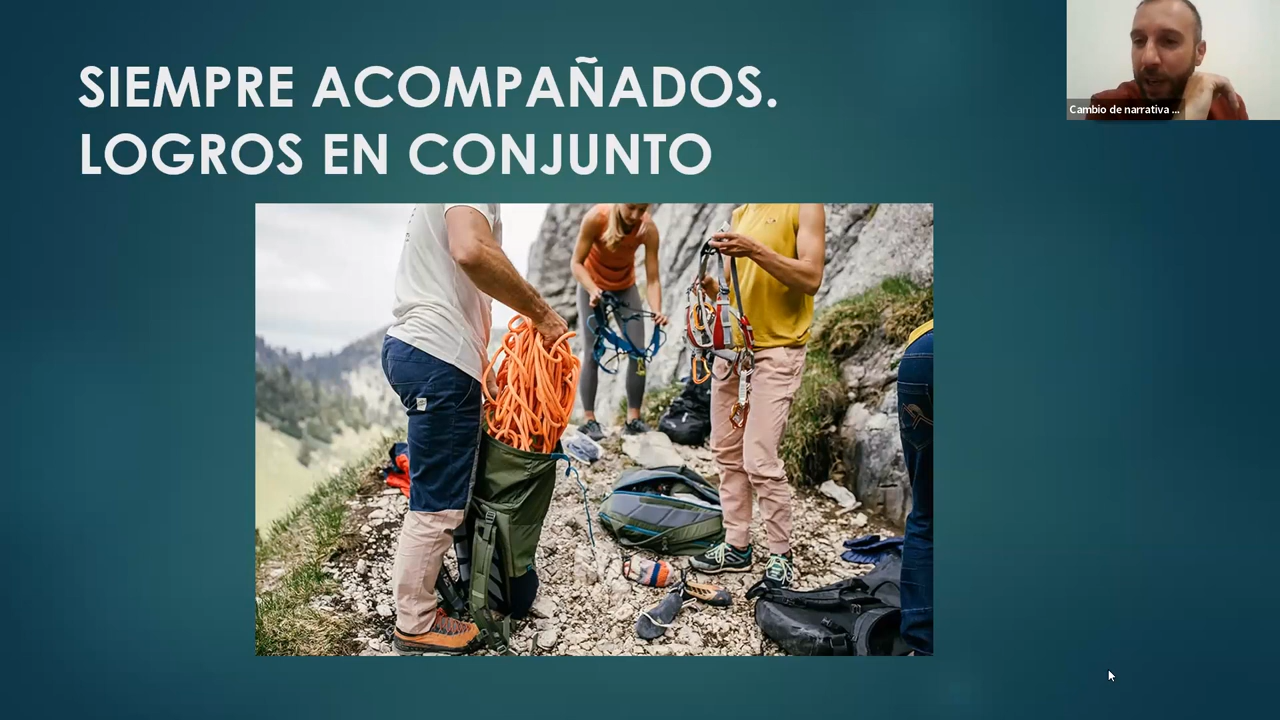 SIEMPRE ACOMPAÑADOS.
LOGROS EN CONJUNTO
Cambio de narrativa ...